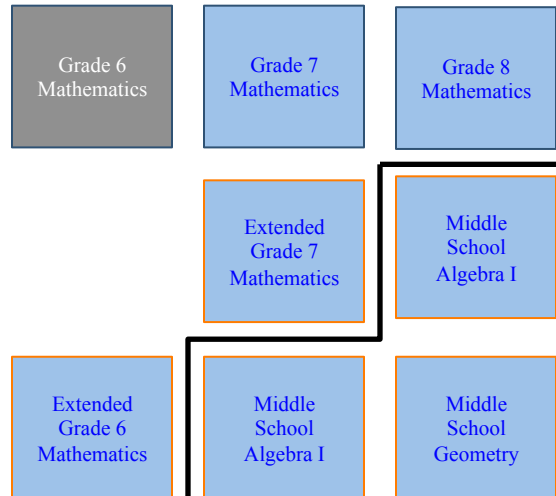 Grade 6
Mathematics
Grade 7
Mathematics
Grade 8
Mathematics
Extended
Grade 7
Mathematics
Middle
School
Algebra I
Extended
Grade 6
Mathematics
Middle
School
Algebra I
Middle
School
Geometry